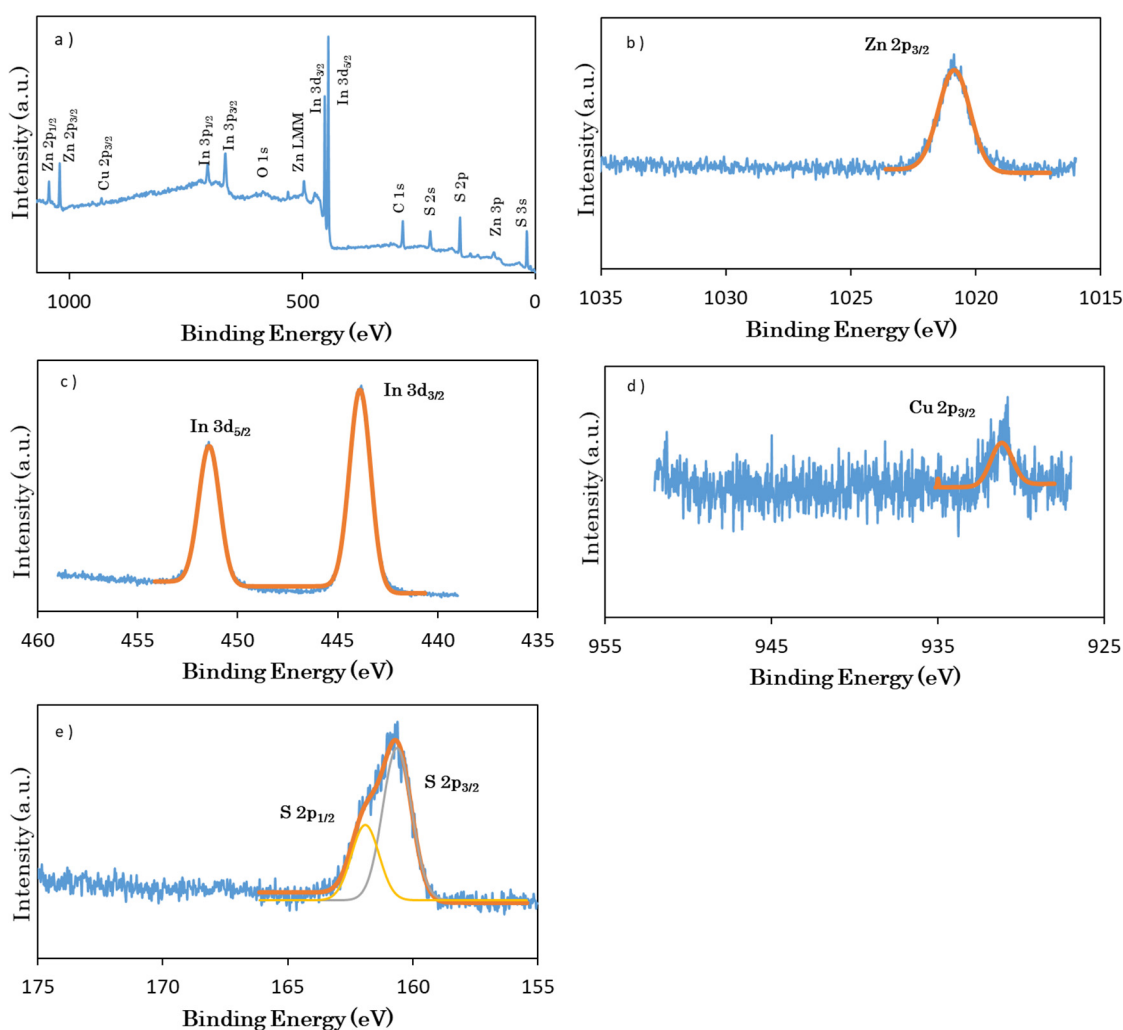 a )
Intensity (a.u.)
Zn 2p1/2
Zn 2p3/2
Cu 2p3/2
In 3p1/2
In 3p3/2
O 1s
Zn LMM
In 3d3/2
In 3d5/2
C 1s
S 2s
S 2p
Zn 3p
S 3s
1000 500 0
Binding Energy (eV)
b )
Zn 2p3/2
Intensity (a.u.)
1035 1030 1025 1020 1015
Binding Energy (eV)
c )
In 3d3/2
In 3d5/2
Intensity (a.u.)
460 455 450 445 440 435
Binding Energy (eV)
d )
Cu 2p3/2
Intensity (a.u.)
955 945 935 925
Binding Energy (eV)
e )
S 2p3/2
S 2p1/2
Intensity (a.u.)
175 170 165 160 155
Binding Energy (eV)